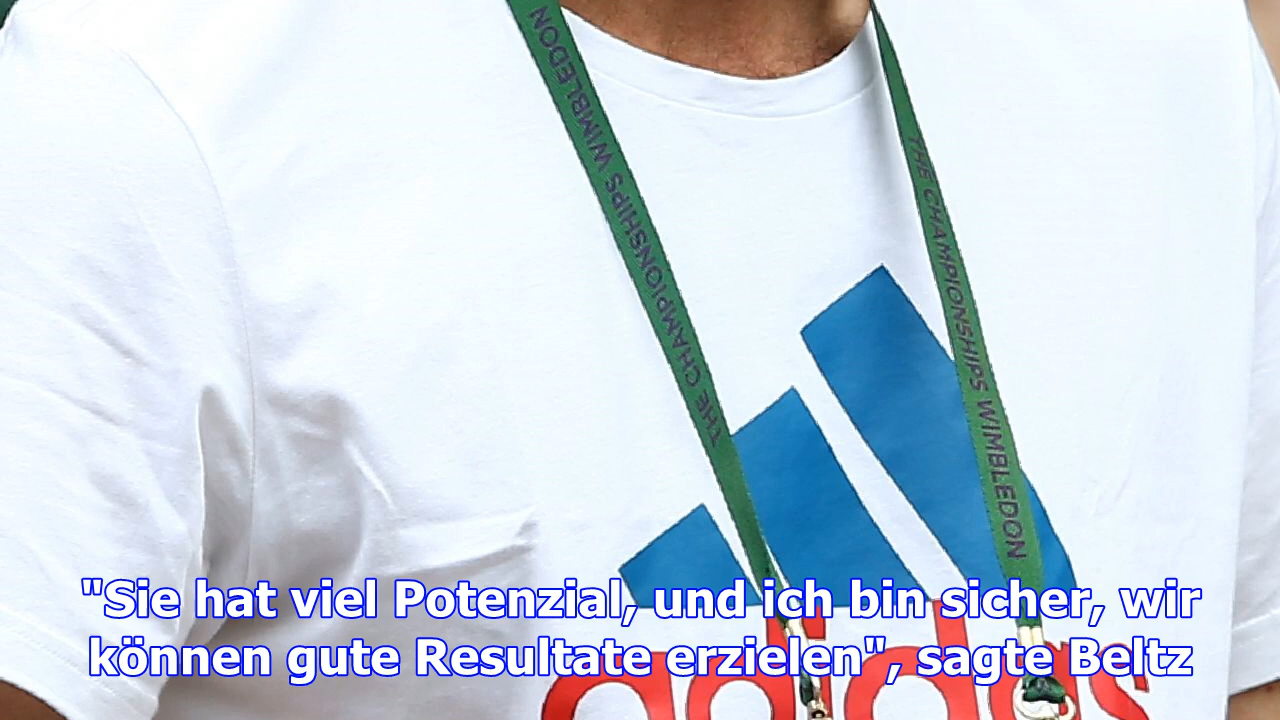 THE CHAMPIONSHIPS WIMBLEDON
THE CHAMPIONSHIPS WIMBLEDON
adidas
"Sie hat viel Potenzial, und ich bin sicher, wir
können gute Resultate erzielen", sagte Beltz